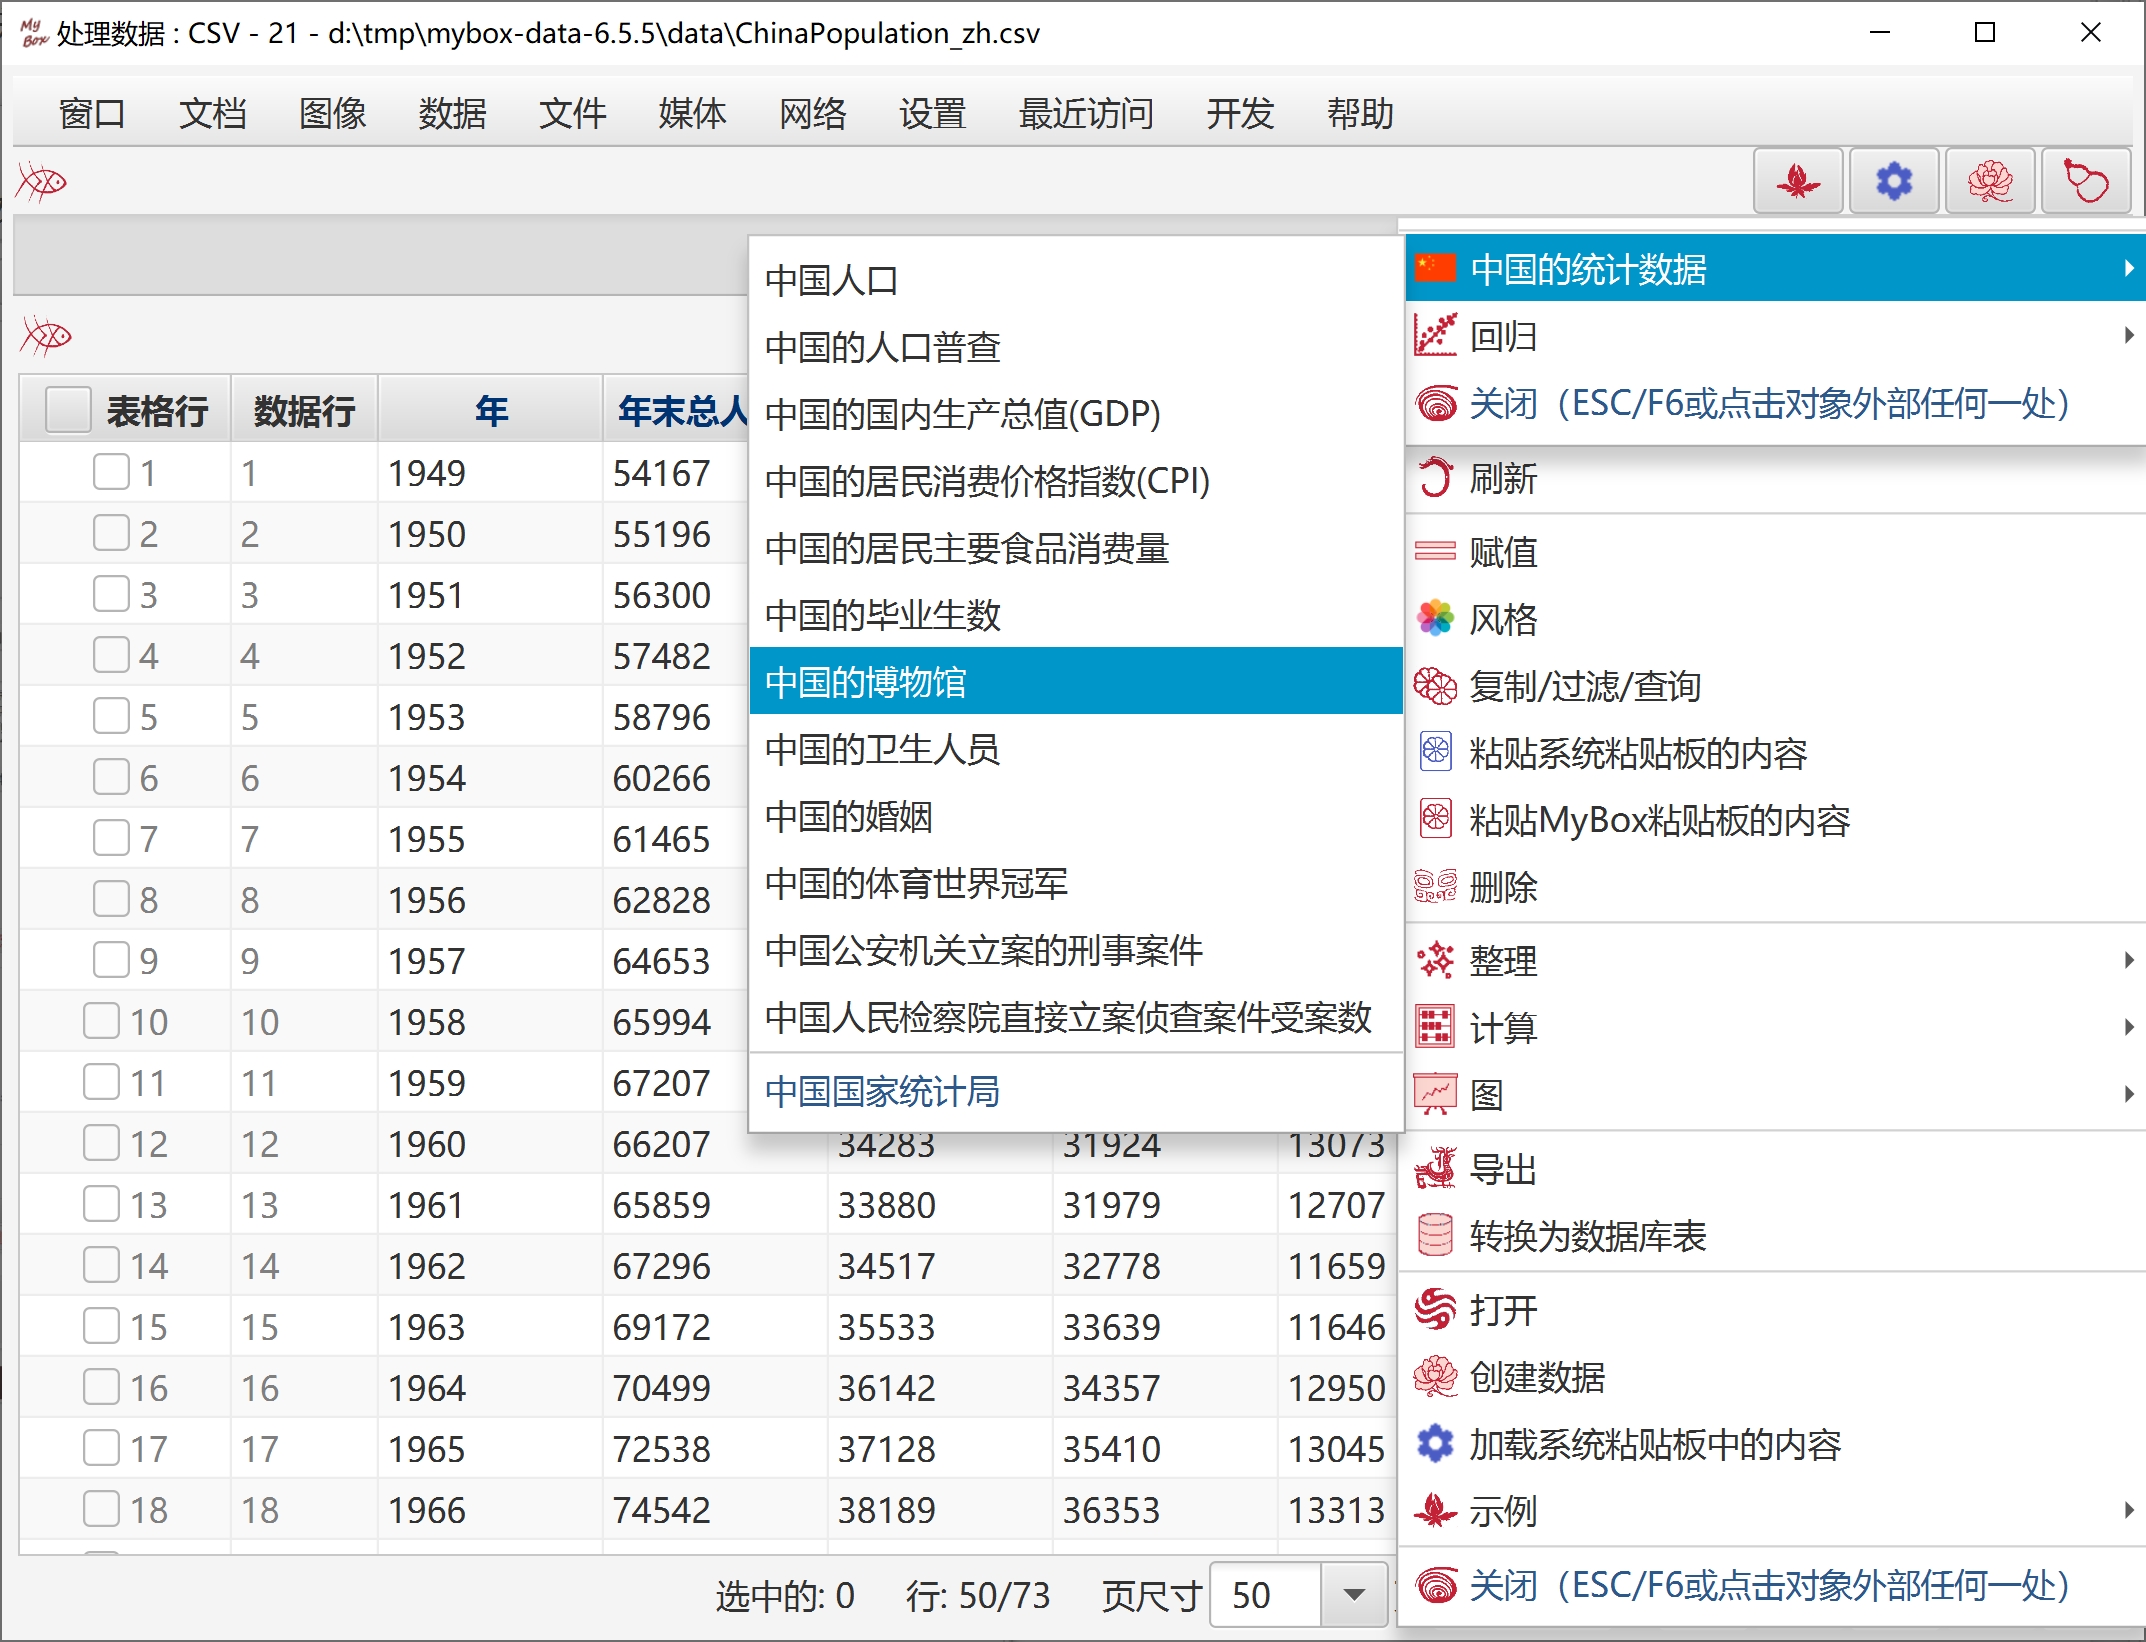 My Box 处理数据 : CSV - 21 - d:\tmp\mybox-data-6.5.5\data\ChinaPopulation_zh.csv
窗口 文档 图像 数据 文件 媒体 网络 设置 最近访问 开发 帮助
表格行 数据行 年 年末总人
1 1 1949 54167
2 2 1950 55196
3 3 1951 56300
4 4 1952 57482
5 5 1953 58796
6 6 1954 60266
7 7 1955 61465
8 8 1956 62828
9 9 1957 64653
10 10 1958 65994
11 11 1959 67207
12 12 1960 66207 34283 31924 13073
13 13 1961 65859 33880 31979 12707
14 14 1962 67296 34517 32778 11659
15 15 1963 69172 35533 33639 11646
16 16 1964 70499 36142 34357 12950
17 17 1965 72538 37128 35410 13045
18 18 1966 74542 38189 36353 13313
选中的: 0 行: 50/73 页尺寸 50
中国人口
中国的人口普查
中国的国内生产总值(GDP)
中国的居民消费价格指数(CPI)
中国的居民主要食品消费量
中国的毕业生数
中国的博物馆
中国的卫生人员
中国的婚姻
中国的体育世界冠军
中国公安机关立案的刑事案件
中国人民检察院直接立案侦查案件受案数
中国国家统计局
中国的统计数据
回归
关闭（ESC/F6或点击对象外部任何一处）
刷新
赋值
风格
复制/过滤/查询
粘贴系统粘贴板的内容
粘贴MyBox粘贴板的内容
删除
整理
计算
图
导出
转换为数据库表
打开
创建数据
加载系统粘贴板中的内容
示例
关闭（ESC/F6或点击对象外部任何一处）